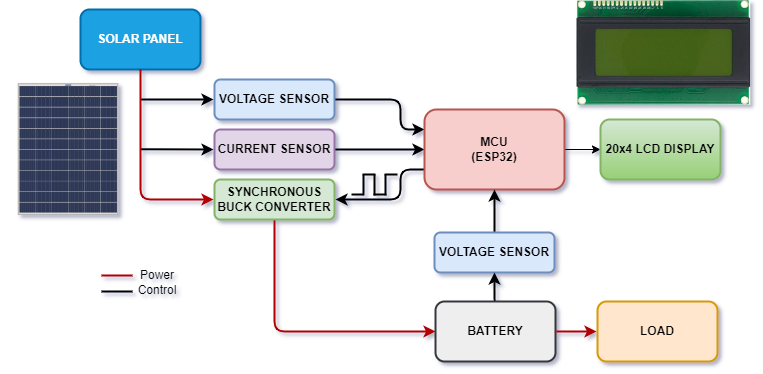 SOLAR PANEL
VOLTAGE SENSOR
CURRENT SENSOR
SYNCHRONOUS
BUCK CONVERTER
MCU
(ESP32)
20x4 LCD DISPLAY
VOLTAGE SENSOR
Power
Control
BATTERY
LOAD